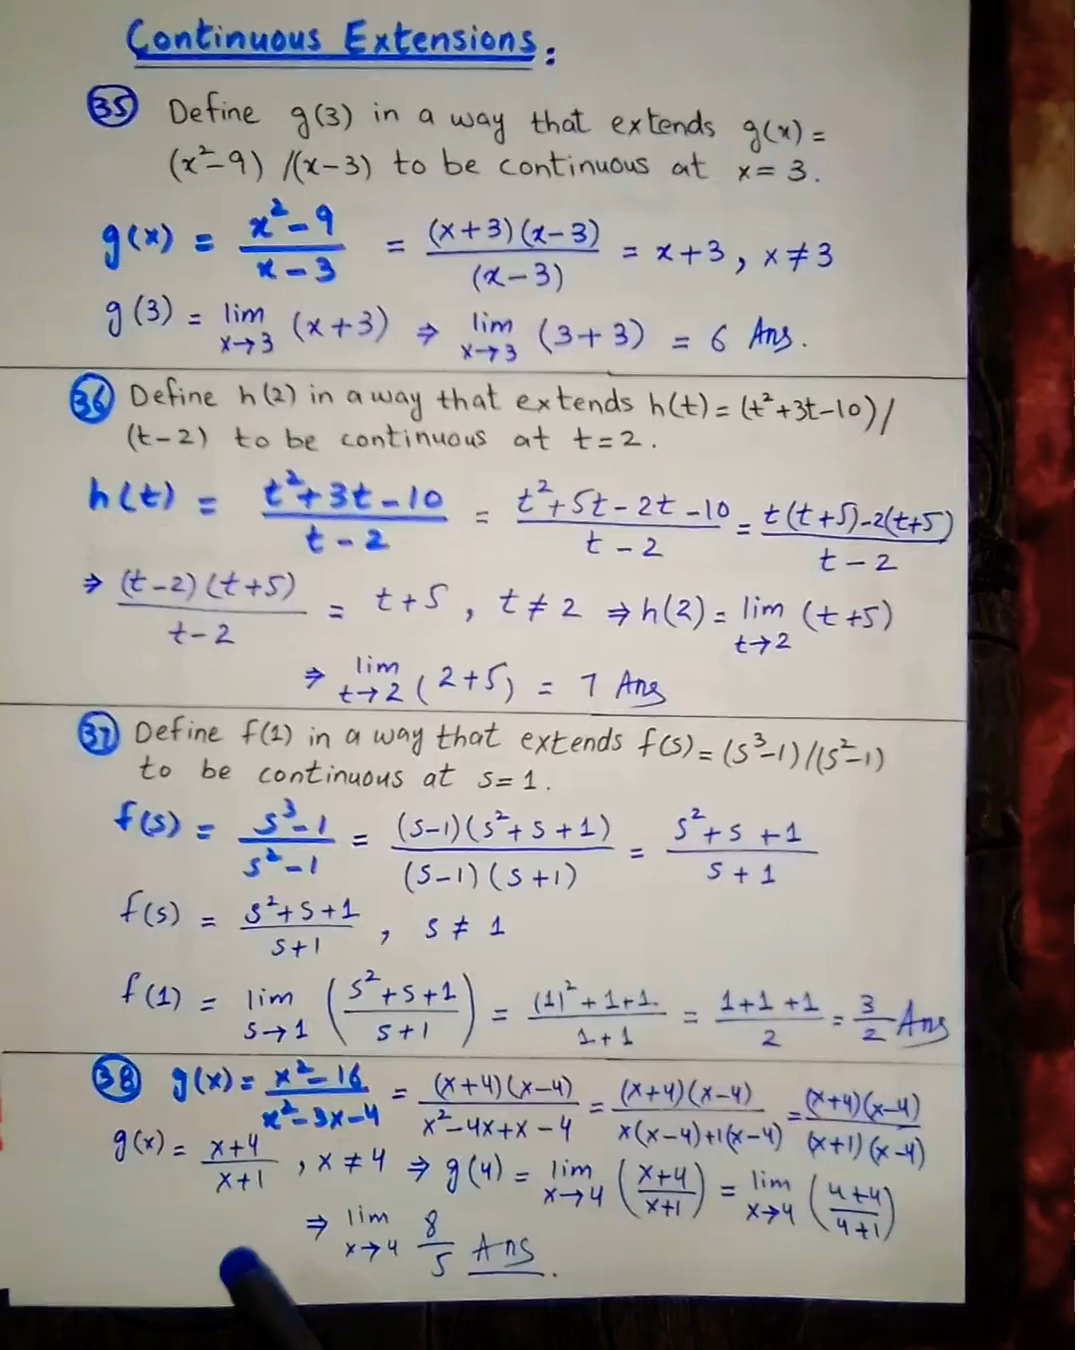 Continuous Extensions.
35 Define g(3) in a way that extends g(x) =
(x²-9) /(x-3) to be continuous at x = 3.
g(x) = (x²-9)/(x-3) = (x+3)(x-3)/(x-3) = x+3, x≠3
g(3) = lim x→3 (x+3) ⇒ lim x→3 (3+3) = 6 Ans.
36 Define h(2) in a way that extends h(t) = (t²+3t-10)/
(t-2) to be continuous at t=2.
h(t) = (t²+3t-10)/(t-2) = (t²+5t-2t-10)/(t-2) = (t(t+5)-2(t+5))/(t-2)
⇒ (t-2)(t+5)/(t-2) = t+5, t≠2 ⇒ h(2) = lim t→2 (t+5)
⇒ lim t→2 (2+5) = 7 Ans
37 Define f(1) in a way that extends f(s) = (s³-1)/(s²-1)
to be continuous at s=1.
f(s) = (s³-1)/(s²-1) = (s-1)(s²+s+1)/(s-1)(s+1) = (s²+s+1)/(s+1)
f(s) = (s²+s+1)/(s+1), s≠1
f(1) = lim s→1 ((s²+s+1)/(s+1)) = ((1)²+1+1)/(1+1) = (1+1+1)/2 = 3/2 Ans
38 g(x) = (x²-16)/(x²-3x-4) = (x+4)(x-4)/(x²-4x+x-4) = (x+4)(x-4)/(x(x-4)+1(x-4)) = (x+4)(x-4)/(x+1)(x-4)
g(x) = (x+4)/(x+1), x≠4 ⇒ g(4) = lim x→4 ((x+4)/(x+1)) = lim x→4 ((4+4)/(4+1))
⇒ lim x→4 8/5 Ans.